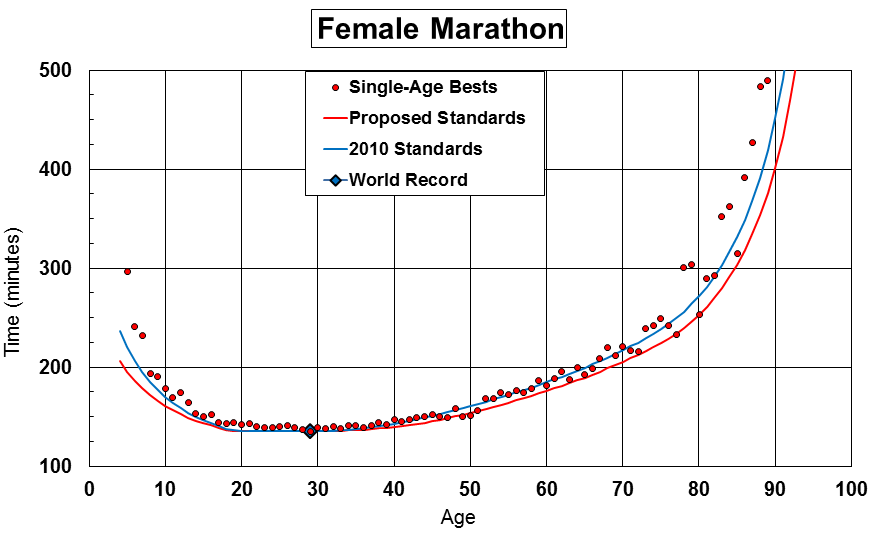 Female Marathon
Single-Age Bests
Proposed Standards
2010 Standards
World Record
500
400
300
200
100
Time (minutes)
0 10 20 30 40 50 60 70 80 90 100
Age